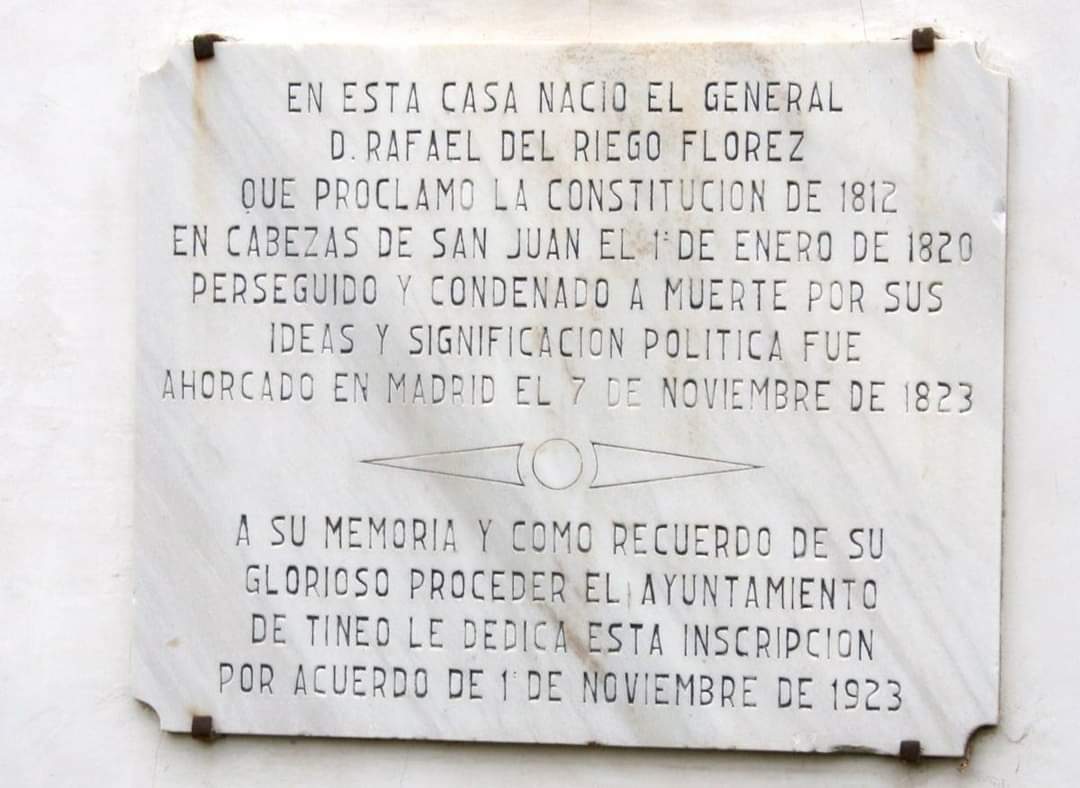 EN ESTA CASA NACIO EL GENERAL
D. RAFAEL DEL RIEGO FLOREZ
QUE PROCLAMO LA CONSTITUCION DE 1812
EN CABEZAS DE SAN JUAN EL 1º DE ENERO DE 1820
PERSEGUIDO Y CONDENADO A MUERTE POR SUS
IDEAS Y SIGNIFICACION POLITICA FUE
AHORCADO EN MADRID EL 7 DE NOVIEMBRE DE 1823
A SU MEMORIA Y COMO RECUERDO DE SU
GLORIOSO PROCEDER EL AYUNTAMIENTO
DE TINEO LE DEDICA ESTA INSCRIPCION
POR ACUERDO DE 1º DE NOVIEMBRE DE 1923